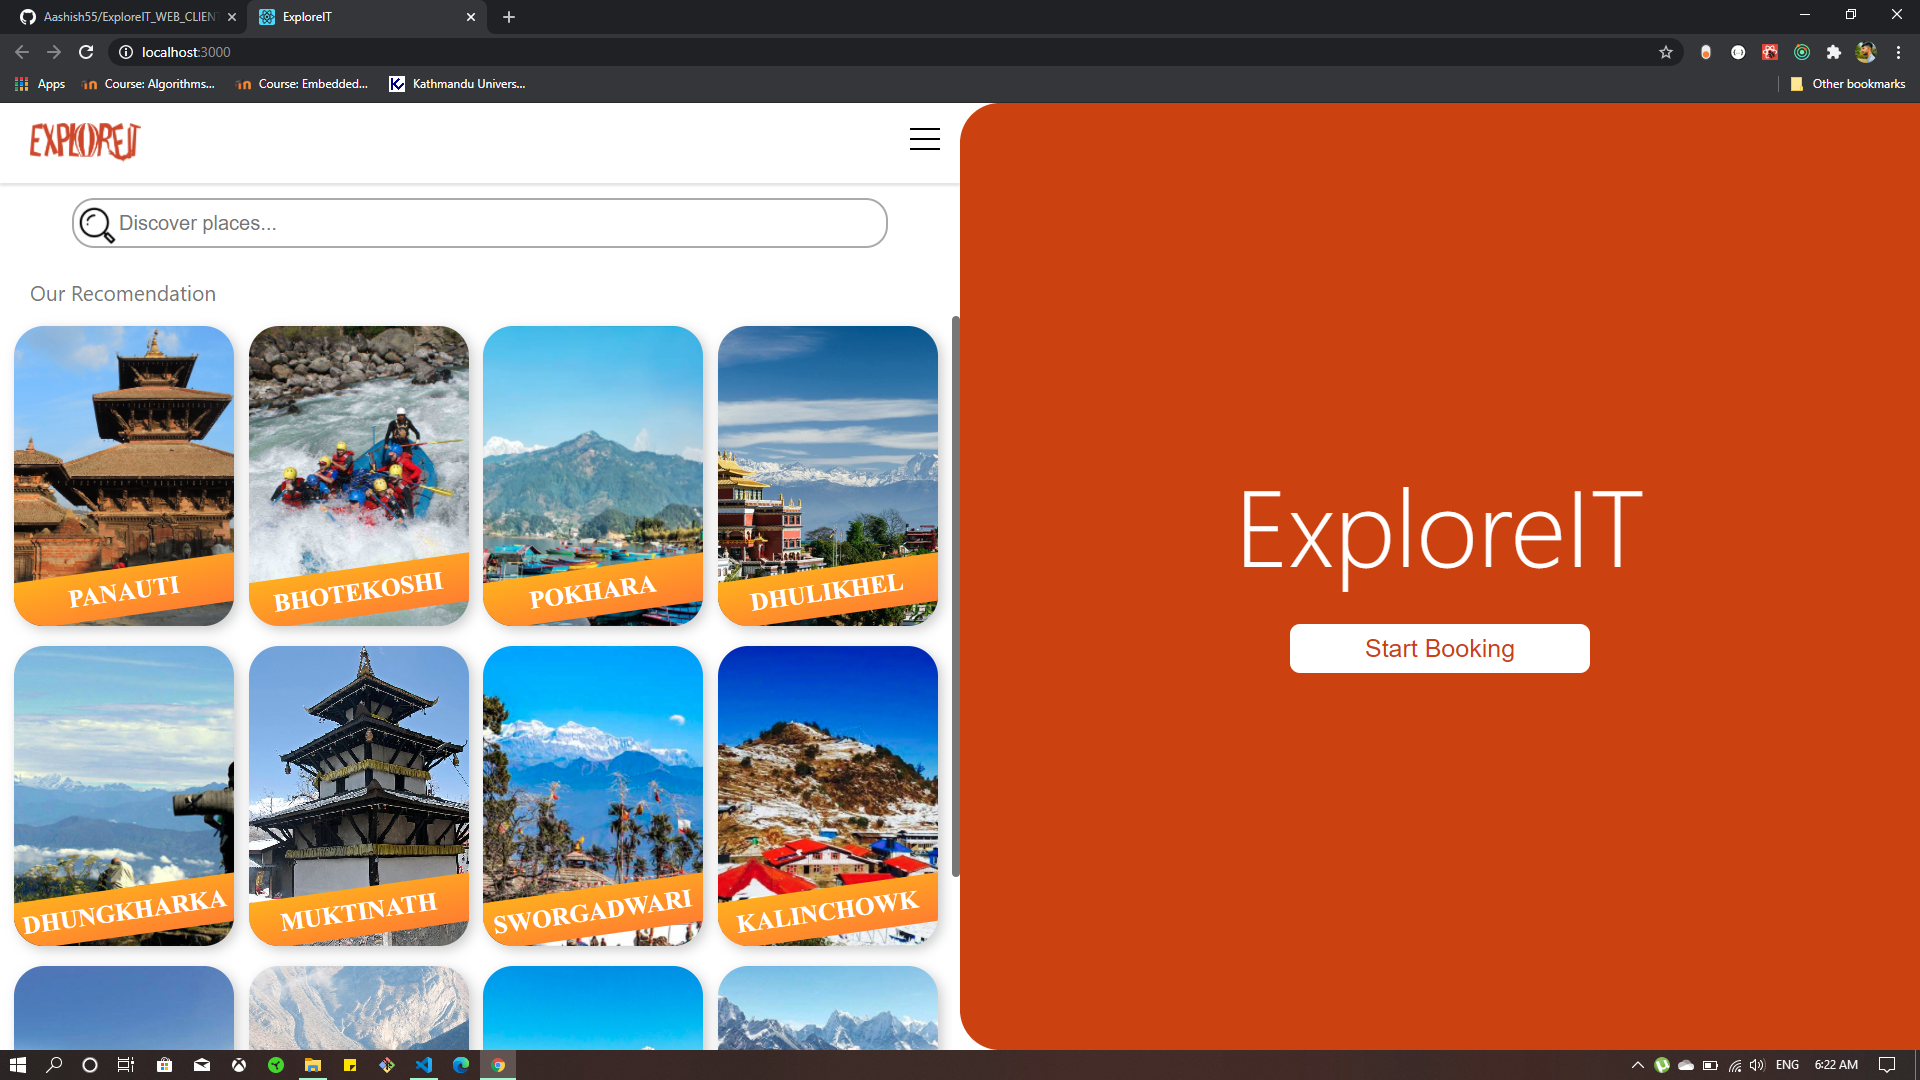 Aashish55/ExploreIT_WEB_CLIEN
ExploreIT
localhost:3000
Apps
Course: Algorithms...
Course: Embedded...
Kathmandu Univers...
Other bookmarks
EXPLOREIT
Discover places...
Our Recomendation
PANAUTI
BHOTEKOSHI
POKHARA
DHULIKHEL
DHUNGKHARKA
MUKTINATH
SWORGADWARI
KALINCHOWK
ExploreIT
Start Booking
ENG
6:22 AM